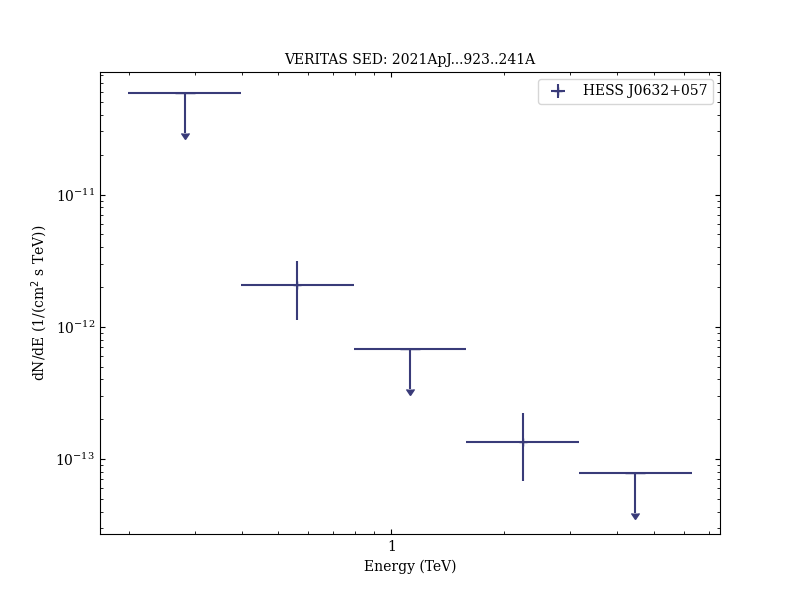 VERITAS SED: 2021ApJ...923..241A
HESS J0632+057
10⁻¹¹
10⁻¹²
10⁻¹³
dN/dE (1/(cm² s TeV))
1
Energy (TeV)